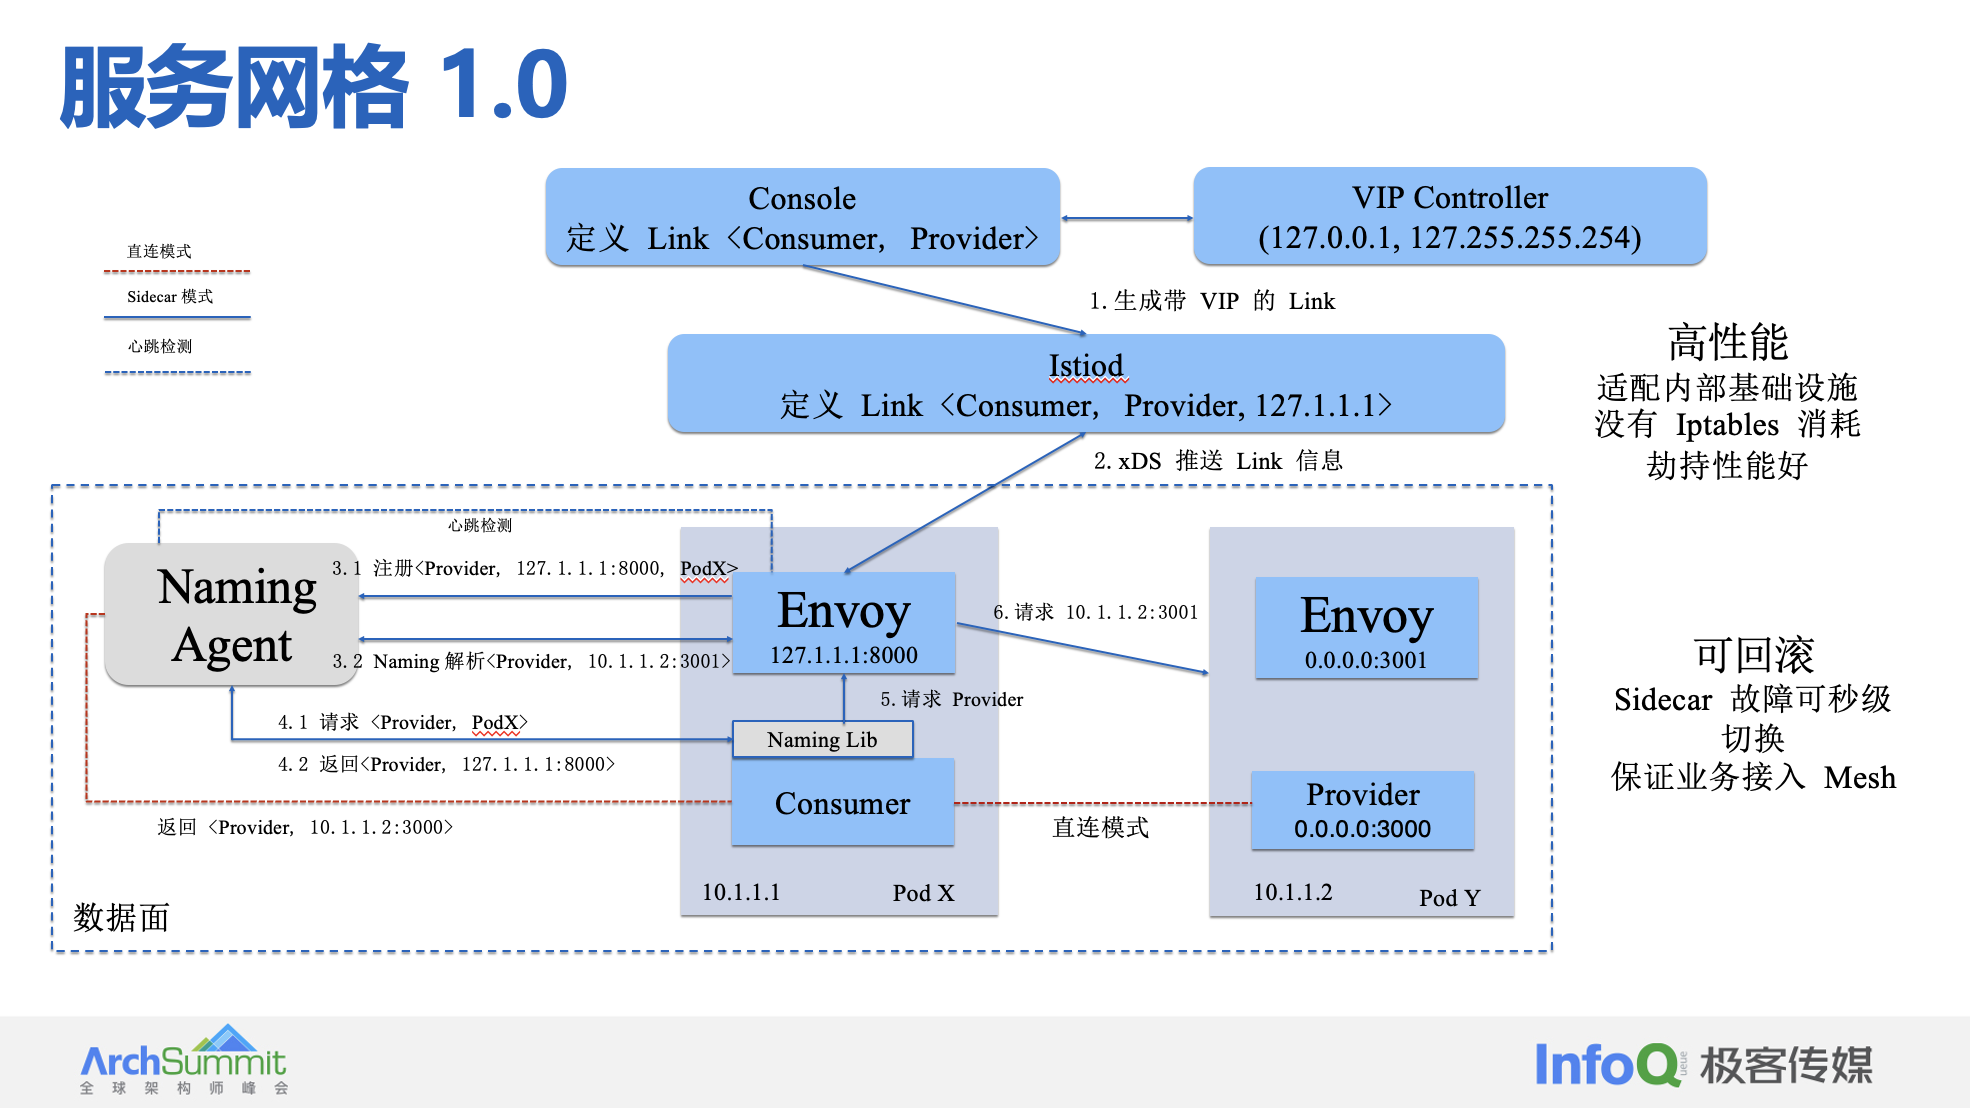 服务网格 1.0
Console
定义 Link <Consumer, Provider>
VIP Controller
(127.0.0.1, 127.255.255.254)
直连模式
Sidecar 模式
心跳检测
1.生成带 VIP 的 Link
Istiod
定义 Link <Consumer, Provider, 127.1.1.1>
2.xDS 推送 Link 信息
高性能
适配内部基础设施
没有 Iptables 消耗
劫持性能好
心跳检测
Naming
Agent
3.1 注册<Provider, 127.1.1.1:8000, PodX>
3.2 Naming 解析<Provider, 10.1.1.2:3001>
Envoy
127.1.1.1:8000
6.请求 10.1.1.2:3001
Envoy
0.0.0.0:3001
4.1 请求 <Provider, PodX>
4.2 返回<Provider, 127.1.1.1:8000>
5.请求 Provider
Naming Lib
Consumer
直连模式
Provider
0.0.0.0:3000
返回 <Provider, 10.1.1.2:3000>
10.1.1.1
Pod X
10.1.1.2
Pod Y
数据面
可回滚
Sidecar 故障可秒级
切换
保证业务接入 Mesh
ArchSummit
全球架构师峰会
InfoQueue
极客传媒